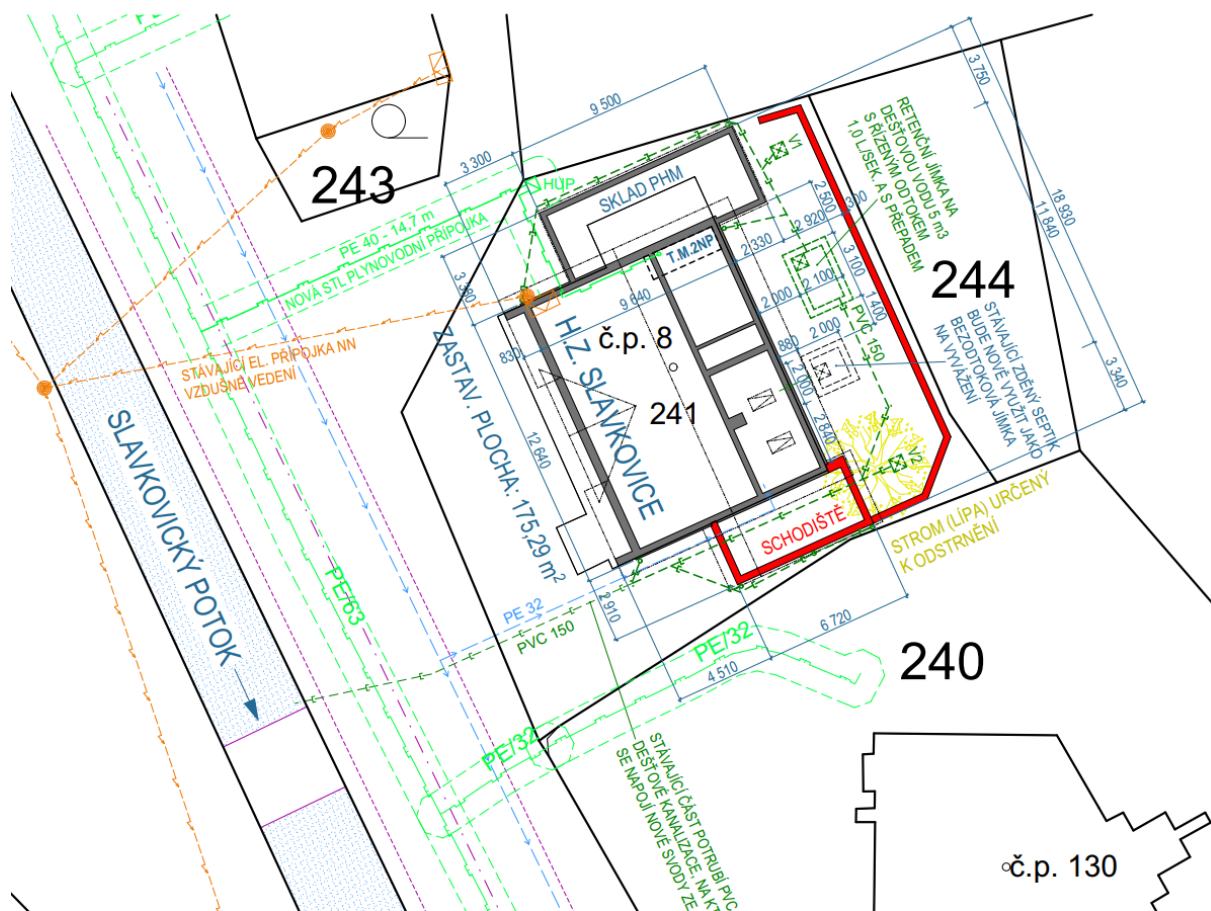 PE
9 500
3 750
RETENČNÍ JÍMKA NA
DEŠŤOVOU VODU 5 m3
S ŘÍZENÝM ODTOKEM
1,0 L/SEK. A S PŘEPADEM
V1
3 300
243
HUP
SKLAD PHM
2 500
300
18 930
11 840
PE 40 - 14,7 m
NOVÁ STL PLYNOVODNÍ PŘÍPOJKA
2 920
2 330
T.M.2NP
3 100
244
3 380
9 640
2 000
2 100
1 400
PVC 150
STÁVAJÍCÍ ZDĚNÝ SEPTIK
BUDE NOVĚ VYUŽIT JAKO
BEZODTOKOVÁ JÍMKA
NA VYVÁŽENÍ
H.Z. SLAVKOVICE
č.p. 8
830
880
2 000
STÁVAJÍCÍ EL. PŘÍPOJKA NN
VZDUŠNÉ VEDENÍ
ZASTAV. PLOCHA: 175,29 m2
241
2 000
3 340
SLAVKOVICKÝ POTOK
12 640
2 840
V2
SCHODIŠTĚ
STROM (LÍPA) URČENÝ
K ODSTRNĚNÍ
PE/63
PE 32
PVC 150
2 910
6 720
PE/32
4 510
240
PE/32
STÁVAJÍCÍ ČÁST POTRUBÍ PVC
DEŠŤOVÉ KANALIZACE, NA KT
SE NAPOJÍ NOVÉ SVODY ZE
č.p. 130